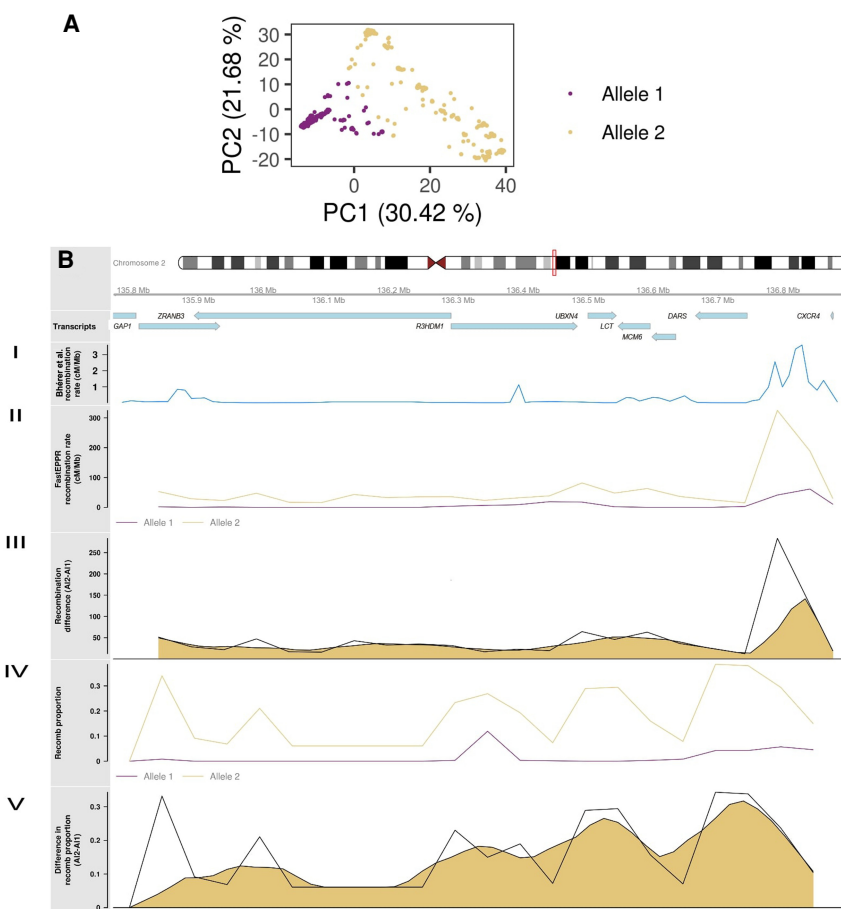 A
PC2 (21.68 %)
30
20
10
0
-10
-20
0
20
40
PC1 (30.42 %)
Allele 1
Allele 2
B
Chromosome 2
135.8 Mb
135.9 Mb
136 Mb
136.1 Mb
136.2 Mb
136.3 Mb
136.4 Mb
136.5 Mb
136.6 Mb
136.7 Mb
136.8 Mb
Transcripts
GAP1
ZRANB3
R3HDM1
UBXN4
LCT
MCM6
DARS
CXCR4
I
Bhérer et al.
recombination
rate (cM/Mb)
3
2
1
II
FastEPPR
recombination rate
(cM/Mb)
300
200
100
0
Allele 1
Allele 2
III
Recombination
difference (Al2-Al1)
250
200
150
100
50
IV
Recomb proportion
0.3
0.2
0.1
0
Allele 1
Allele 2
V
Difference in
recomb proportion
(Al2-Al1)
0.3
0.2
0.1
0